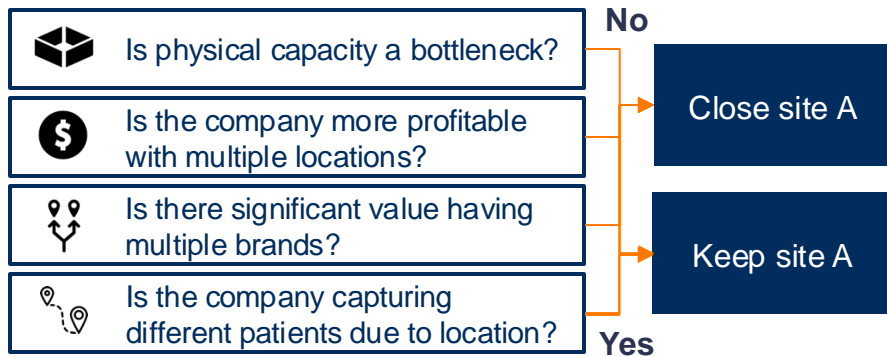 No
Is physical capacity a bottleneck?
Close site A
Is the company more profitable
with multiple locations?
Is there significant value having
multiple brands?
Keep site A
Is the company capturing
different patients due to location?
Yes